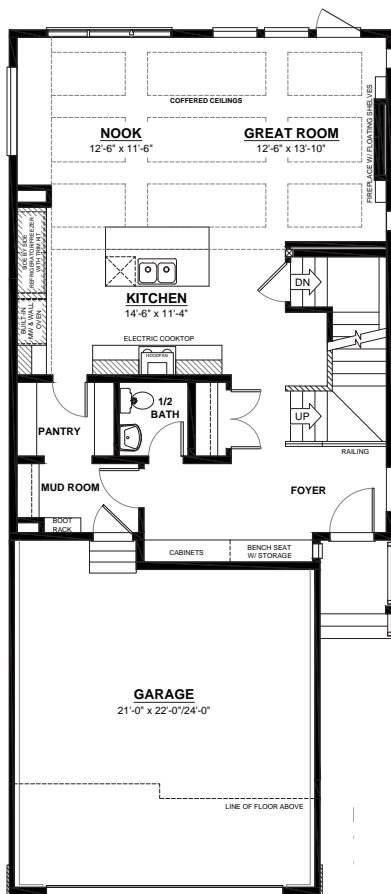 COFFERED CEILINGS
NOOK
12'-6" x 11'-6"
GREAT ROOM
12'-6" x 13'-10"
FIREPLACE W/ FLOATING SHELVES
SIDE BY SIDE
REFRIGERATOR/FREEZER
WITH TRIM KIT
BUILT-IN
MW & WALL
OVEN
KITCHEN
14'-6" x 11'-4"
ELECTRIC COOKTOP
HOODFAN
DN
UP
RAILING
PANTRY
1/2
BATH
MUD ROOM
BOOT
RACK
FOYER
CABINETS
BENCH SEAT
W/ STORAGE
GARAGE
21'-0" x 22'-0"/24'-0"
LINE OF FLOOR ABOVE